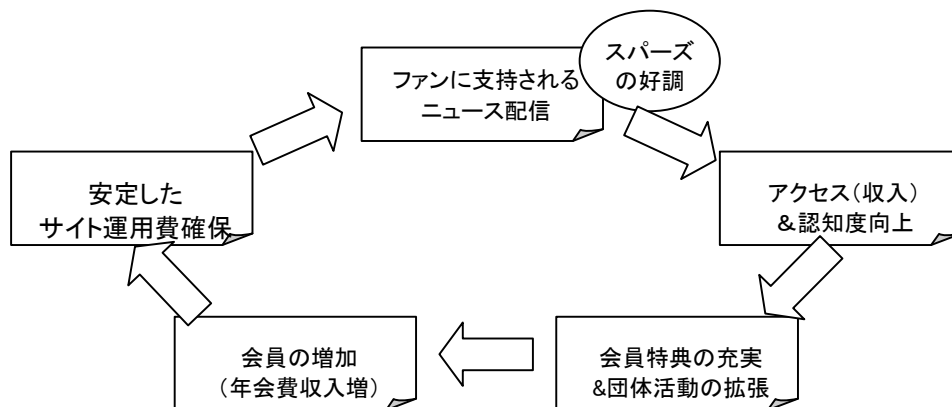 スパーズ
の好調
ファンに支持される
ニュース配信
アクセス（収入）
＆認知度向上
会員特典の充実
&団体活動の拡張
会員の増加
（年会費収入増）
安定した
サイト運用費確保